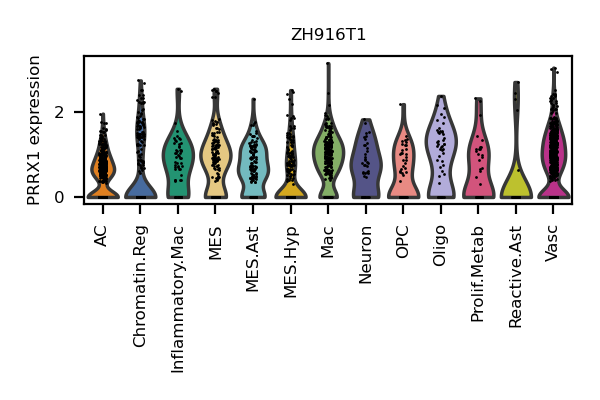 ZH916T1
PRRX1 expression
2
0
AC
Chromatin.Reg
Inflammatory.Mac
MES
MES.Ast
MES.Hyp
Mac
Neuron
OPC
Oligo
Prolif.Metab
Reactive.Ast
Vasc